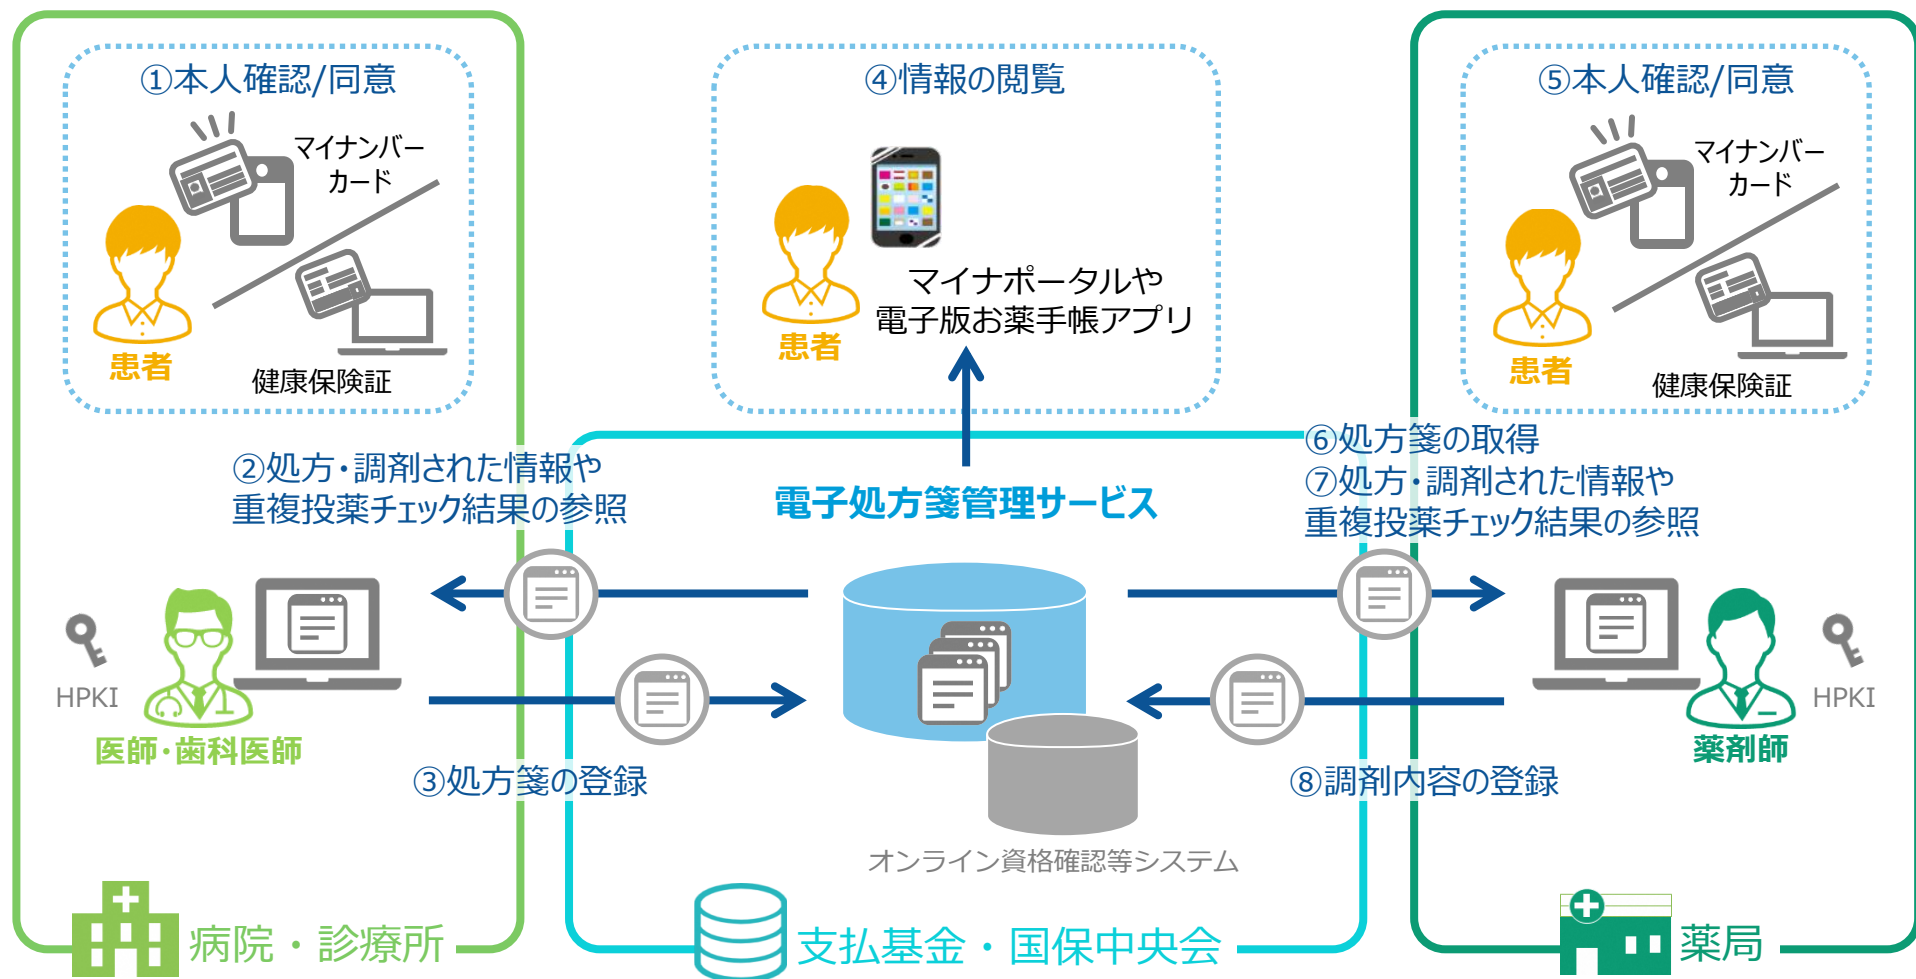 ①本人確認/同意
マイナンバー
カード
患者
健康保険証
②処方・調剤された情報や
重複投薬チェック結果の参照
HPKI
医師・歯科医師
③処方箋の登録
病院・診療所
④情報の閲覧
マイナポータルや
電子版お薬手帳アプリ
患者
電子処方箋管理サービス
オンライン資格確認等システム
支払基金・国保中央会
⑤本人確認/同意
マイナンバー
カード
患者
健康保険証
⑥処方箋の取得
⑦処方・調剤された情報や
重複投薬チェック結果の参照
HPKI
薬剤師
⑧調剤内容の登録
薬局